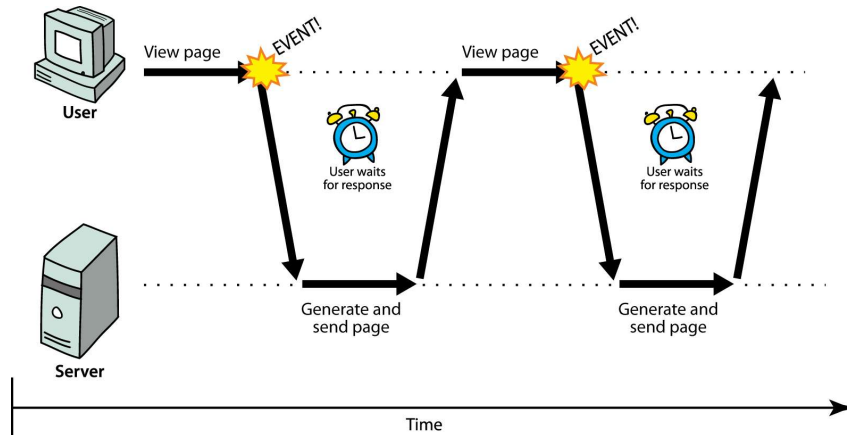 View page
EVENT!
View page
EVENT!
User
User waits
for response
User waits
for response
Generate and
send page
Generate and
send page
Server
Time